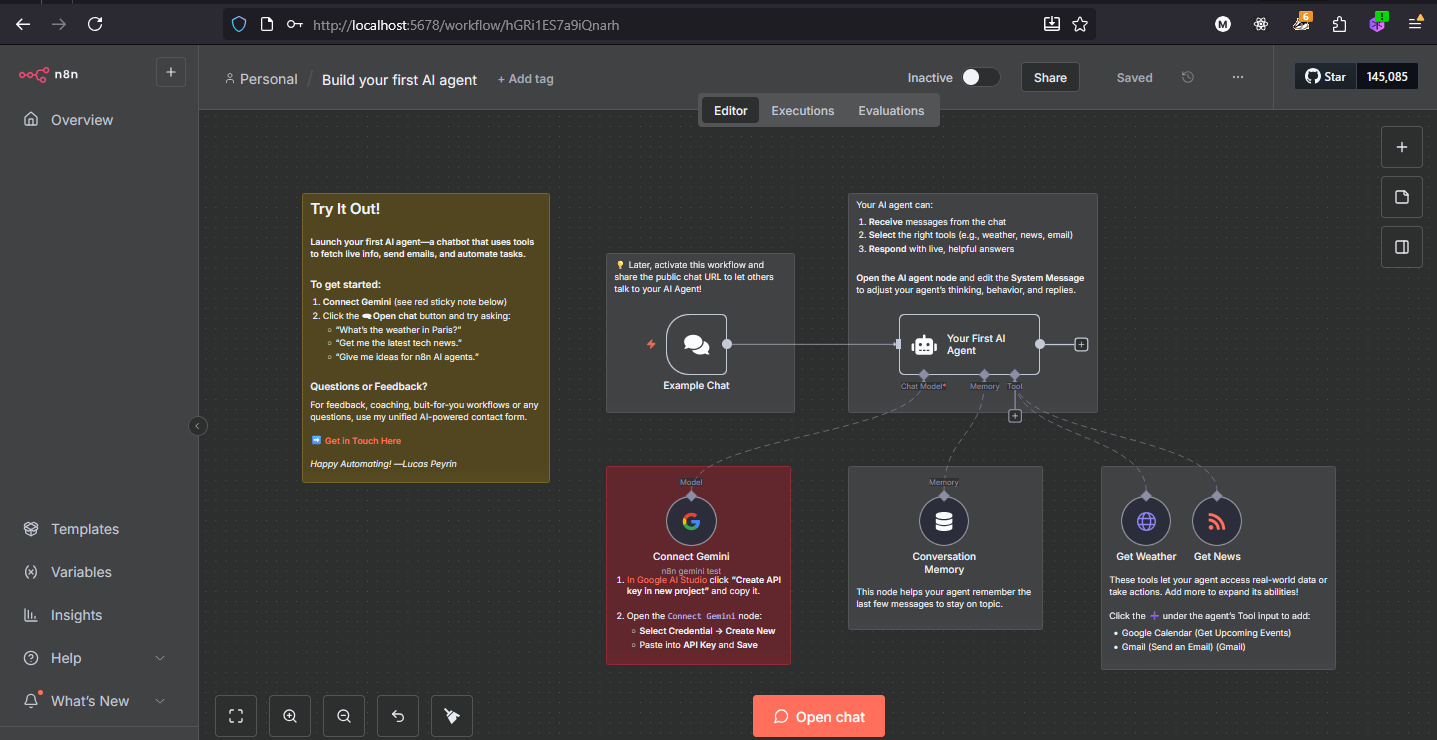 http://localhost:5678/workflow/hGRi1ES7a9iQnarh
M
6
1
n8n
Personal / Build your first AI agent + Add tag
Inactive
Share
Saved
Star 145,085
Editor Executions Evaluations
Overview
Templates
Variables
Insights
Help
What's New
Try It Out!
Launch your first AI agent—a chatbot that uses tools
to fetch live info, send emails, and automate tasks.
To get started:
1. Connect Gemini (see red sticky note below)
2. Click the 🗨 Open chat button and try asking:
○ “What's the weather in Paris?”
○ “Get me the latest tech news.”
○ “Give me ideas for n8n AI agents.”
Questions or Feedback?
For feedback, coaching, buit-for-you workflows or any
questions, use my unified AI-powered contact form.
➡️ Get in Touch Here
Happy Automating! —Lucas Peyrin
💡 Later, activate this workflow and
share the public chat URL to let others
talk to your AI Agent!
Example Chat
Your AI agent can:
1. Receive messages from the chat
2. Select the right tools (e.g., weather, news, email)
3. Respond with live, helpful answers
Open the AI agent node and edit the System Message
to adjust your agent's thinking, behavior, and replies.
Your First AI
Agent
Chat Model*
Memory
Tool
Model
Connect Gemini
n8n gemini test
1. In Google AI Studio click “Create API
key in new project” and copy it.
2. Open the Connect Gemini node:
○ Select Credential → Create New
○ Paste into API Key and Save
Memory
Conversation
Memory
This node helps your agent remember the
last few messages to stay on topic.
Get Weather
Get News
These tools let your agent access real-world data or
take actions. Add more to expand its abilities!
Click the ➕ under the agent's Tool input to add:
• Google Calendar (Get Upcoming Events)
• Gmail (Send an Email) (Gmail)
Open chat